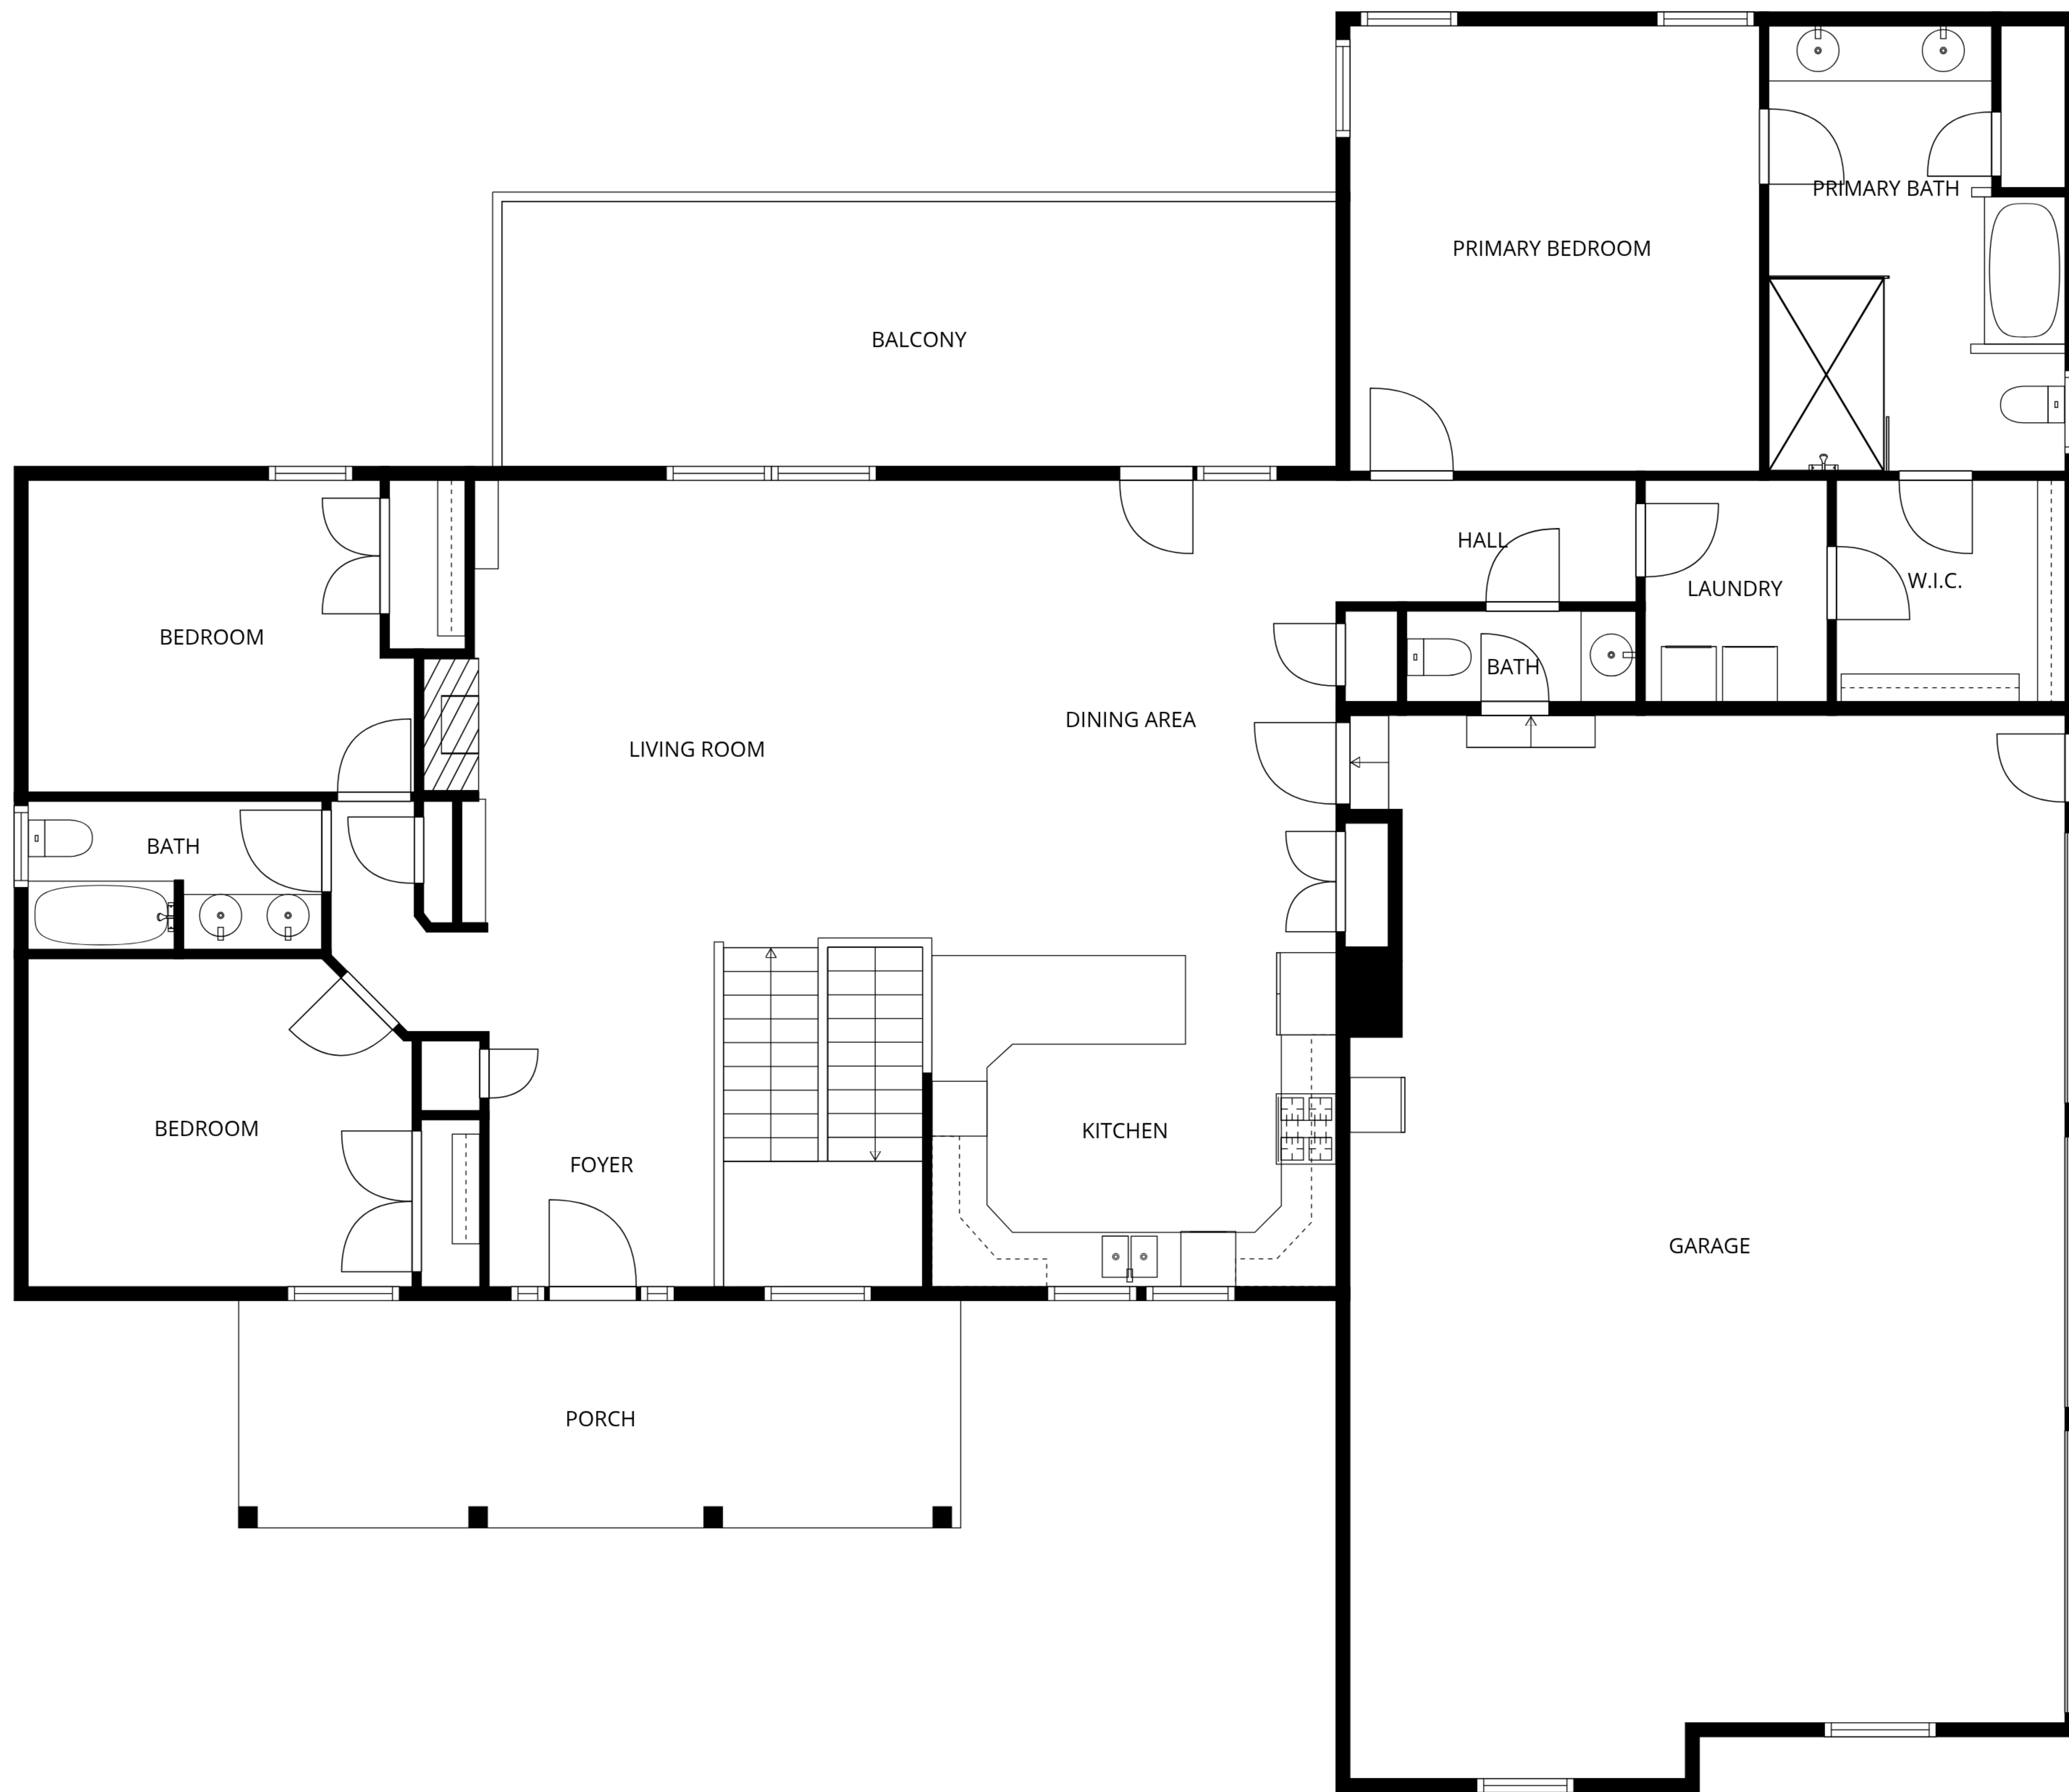 PRIMARY BATH
PRIMARY BEDROOM
BALCONY
HALL
W.I.C.
LAUNDRY
BEDROOM
BATH
DINING AREA
LIVING ROOM
BATH
BEDROOM
KITCHEN
FOYER
GARAGE
PORCH